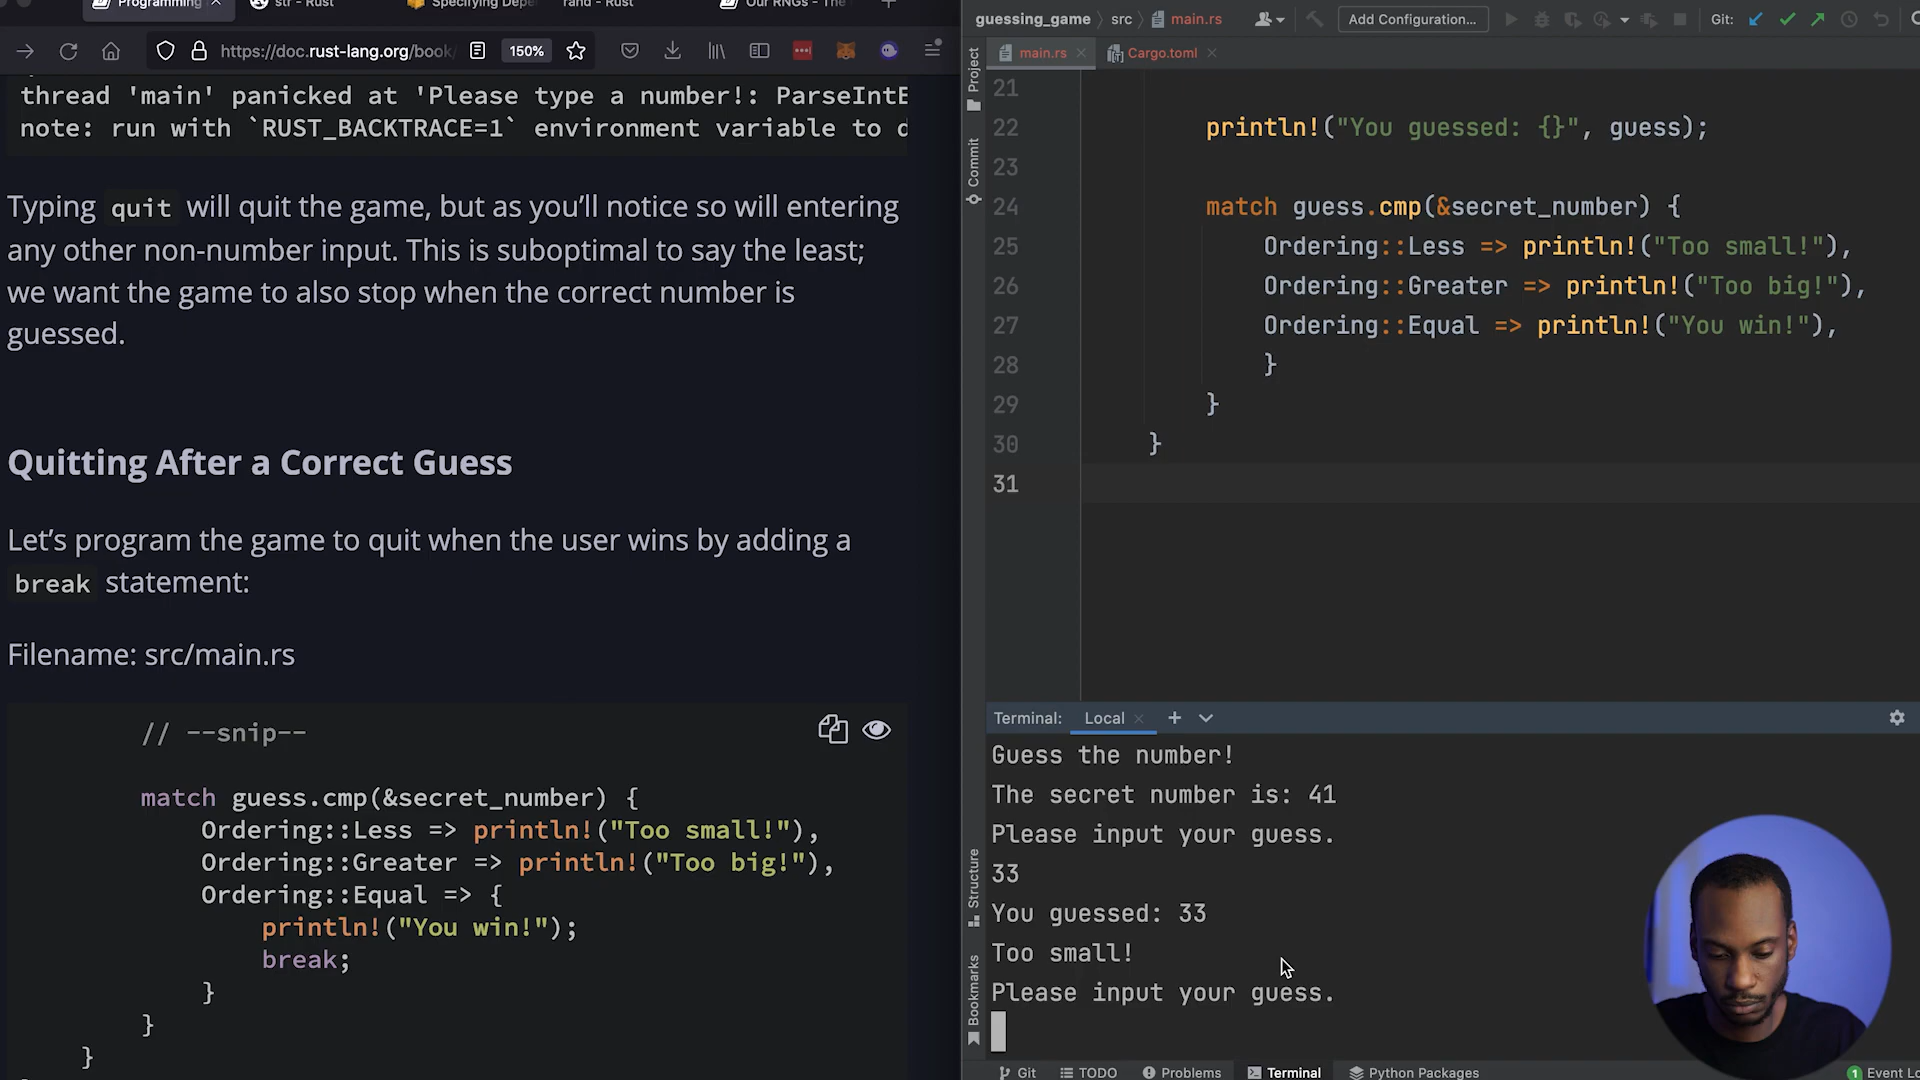 Programming
str - Rust
Specifying Depe
rand - Rust
Our RNGs - The
https://doc.rust-lang.org/book/
150%
thread 'main' panicked at 'Please type a number!: ParseIntE
note: run with `RUST_BACKTRACE=1` environment variable to d
Typing quit will quit the game, but as you’ll notice so will entering
any other non-number input. This is suboptimal to say the least;
we want the game to also stop when the correct number is
guessed.
Quitting After a Correct Guess
Let’s program the game to quit when the user wins by adding a
break statement:
Filename: src/main.rs
// --snip--
match guess.cmp(&secret_number) {
Ordering::Less => println!("Too small!"),
Ordering::Greater => println!("Too big!"),
Ordering::Equal => {
println!("You win!");
break;
}
}
}
guessing_game
src
main.rs
Add Configuration...
Git:
main.rs
Cargo.toml
Project
Commit
Structure
Bookmarks
21
22 println!("You guessed: {}", guess);
23
24 match guess.cmp(&secret_number) {
25 Ordering::Less => println!("Too small!"),
26 Ordering::Greater => println!("Too big!"),
27 Ordering::Equal => println!("You win!"),
28 }
29 }
30 }
31
Terminal: Local
Guess the number!
The secret number is: 41
Please input your guess.
33
You guessed: 33
Too small!
Please input your guess.
Git
TODO
Problems
Terminal
Python Packages
1 Event Lo